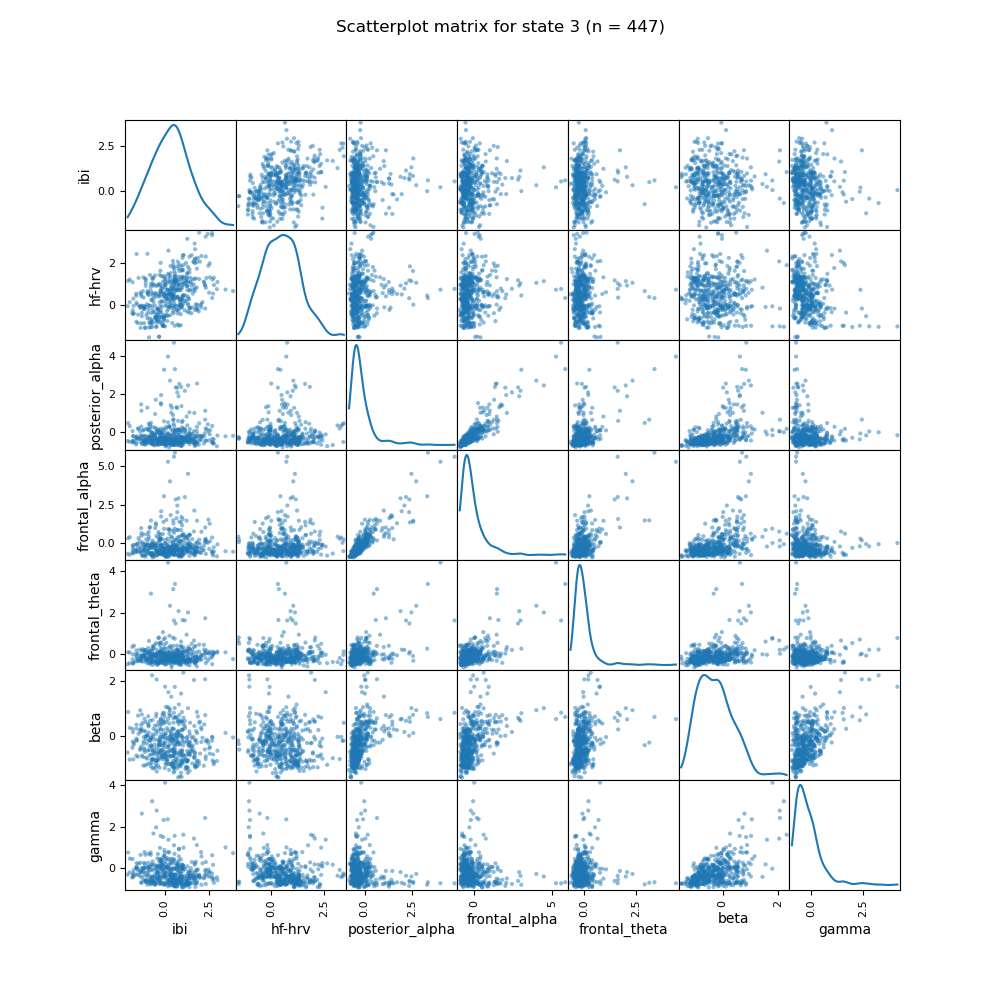 Scatterplot matrix for state 3 (n = 447)
ibi
2.5
0.0
hf-hrv
2
0
posterior_alpha
4
2
0
frontal_alpha
5.0
2.5
0.0
frontal_theta
4
2
0
beta
2
0
gamma
4
2
0
0.0 2.5 0.0 2.5 0.0 2.5 0 5 0.0 2.5 0 2 0.0 2.5
ibi hf-hrv posterior_alpha frontal_alpha frontal_theta beta gamma